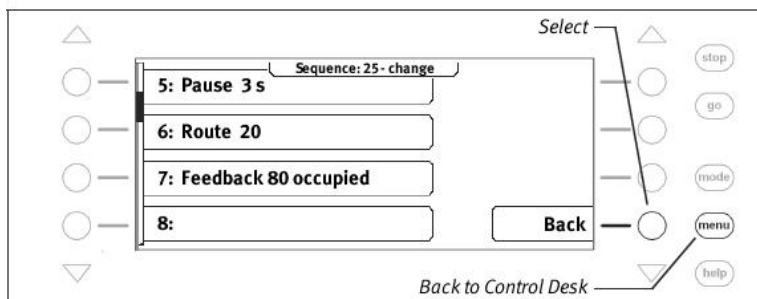 Select
stop
Sequence: 25 - change
5: Pause 3 s
go
6: Route 20
7: Feedback 80 occupied
mode
8:
Back
menu
help
Back to Control Desk